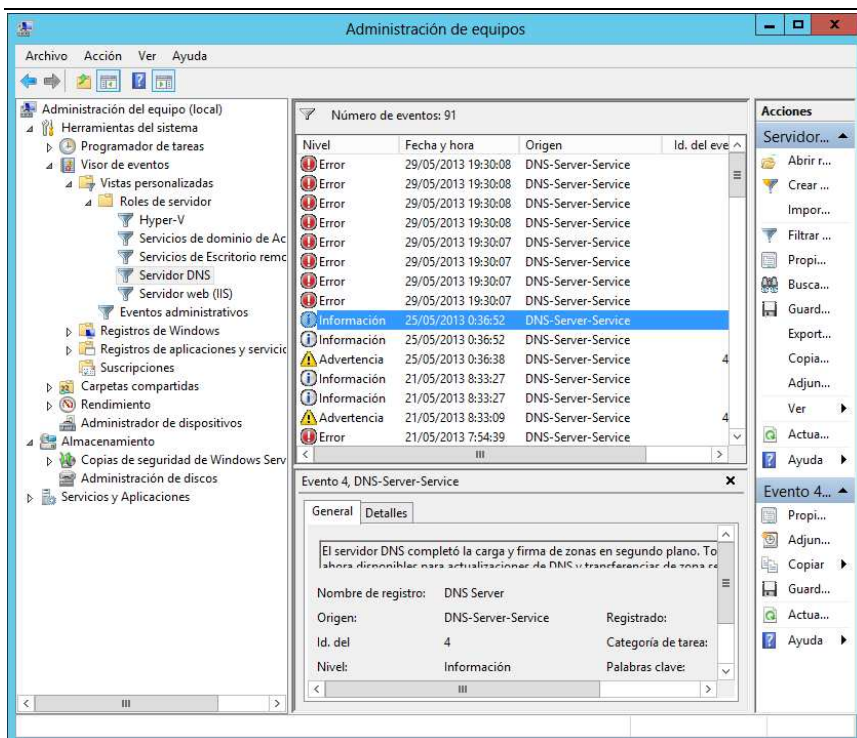 Administración de equipos
Archivo Acción Ver Ayuda
Administración del equipo (local)
Herramientas del sistema
Programador de tareas
Visor de eventos
Vistas personalizadas
Roles de servidor
Hyper-V
Servicios de dominio de Ac
Servicios de Escritorio remc
Servidor DNS
Servidor web (IIS)
Eventos administrativos
Registros de Windows
Registros de aplicaciones y servicic
Suscripciones
Carpetas compartidas
Rendimiento
Administrador de dispositivos
Almacenamiento
Copias de seguridad de Windows Serv
Administración de discos
Servicios y Aplicaciones
Número de eventos: 91
Nivel Fecha y hora Origen Id. del eve
Error 29/05/2013 19:30:08 DNS-Server-Service
Error 29/05/2013 19:30:08 DNS-Server-Service
Error 29/05/2013 19:30:08 DNS-Server-Service
Error 29/05/2013 19:30:08 DNS-Server-Service
Error 29/05/2013 19:30:07 DNS-Server-Service
Error 29/05/2013 19:30:07 DNS-Server-Service
Error 29/05/2013 19:30:07 DNS-Server-Service
Error 29/05/2013 19:30:07 DNS-Server-Service
Información 25/05/2013 0:36:52 DNS-Server-Service
Información 25/05/2013 0:36:52 DNS-Server-Service
Advertencia 25/05/2013 0:36:38 DNS-Server-Service 4
Información 21/05/2013 8:33:27 DNS-Server-Service
Información 21/05/2013 8:33:27 DNS-Server-Service
Advertencia 21/05/2013 8:33:09 DNS-Server-Service 4
Error 21/05/2013 7:54:39 DNS-Server-Service
Evento 4, DNS-Server-Service
General Detalles
El servidor DNS completó la carga y firma de zonas en segundo plano. To
ahora disponibles para actualizaciones de DNS y transferencias de zona se
Nombre de registro: DNS Server
Origen: DNS-Server-Service Registrado:
Id. del 4 Categoría de tarea:
Nivel: Información Palabras clave:
Acciones
Servidor...
Abrir r...
Crear ...
Impor...
Filtrar ...
Propi...
Busca...
Guard...
Export...
Copia...
Adjun...
Ver
Actua...
Ayuda
Evento 4...
Propi...
Adjun...
Copiar
Guard...
Actua...
Ayuda